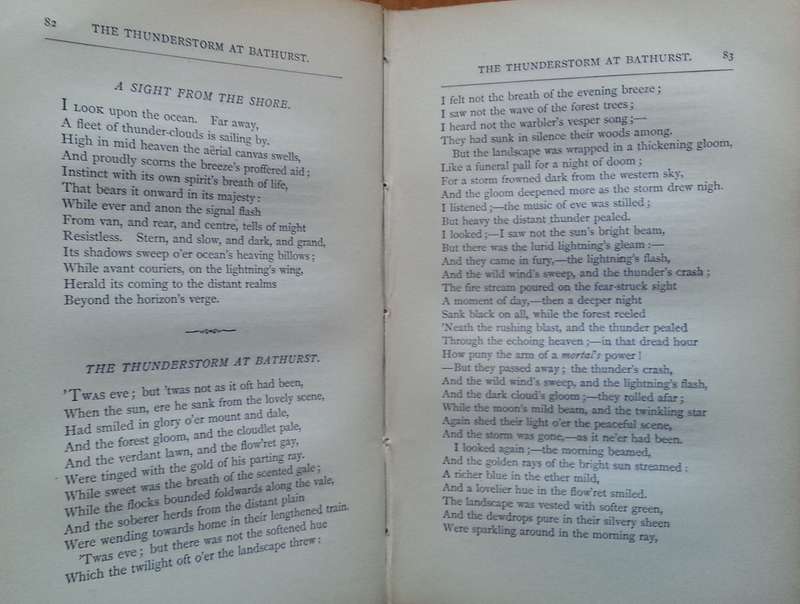 82
THE THUNDERSTORM AT BATHURST.
A SIGHT FROM THE SHORE.
I LOOK upon the ocean. Far away,
A fleet of thunder-clouds is sailing by.
High in mid heaven the aërial canvas swells,
And proudly scorns the breeze's proffered aid;
Instinct with its own spirit's breath of life,
That bears it onward in its majesty:
While ever and anon the signal flash
From van, and rear, and centre, tells of might
Resistless. Stern, and slow, and dark, and grand,
Its shadows sweep o'er ocean's heaving billows;
While avant couriers, on the lightning's wing,
Herald its coming to the distant realms
Beyond the horizon's verge.
THE THUNDERSTORM AT BATHURST.
'TWAS eve; but 'twas not as it oft had been,
When the sun, ere he sank from the lovely scene,
Had smiled in glory o'er mount and dale,
And the forest gloom, and the cloudlet pale,
And the verdant lawn, and the flow'ret gay,
Were tinged with the gold of his parting ray.
While sweet was the breath of the scented gale;
While the flocks bounded foldwards along the vale,
And the soberer herds from the distant plain
Were wending towards home in their lengthened train.
'Twas eve; but there was not the softened hue
Which the twilight oft o'er the landscape threw:
THE THUNDERSTORM AT BATHURST. 83
I felt not the breath of the evening breeze;
I saw not the wave of the forest trees;
I heard not the warbler's vesper song;—
They had sunk in silence their woods among.
But the landscape was wrapped in a thickening gloom,
Like a funeral pall for a night of doom;
For a storm frowned dark from the western sky,
And the gloom deepened more as the storm drew nigh.
I listened;—the music of eve was stilled;
But heavy the distant thunder pealed.
I looked;—I saw not the sun's bright beam,
But there was the lurid lightning's gleam:—
And they came in fury,—the lightning's flash,
And the wild wind's sweep, and the thunder's crash;
The fire stream poured on the fear-struck sight
A moment of day,—then a deeper night
Sank black on all, while the forest reeled
'Neath the rushing blast, and the thunder pealed
Through the echoing heaven;—in that dread hour
How puny the arm of a mortal's power!
—But they passed away; the thunder's crash,
And the wild wind's sweep, and the lightning's flash,
And the dark cloud's gloom;—they rolled afar;
While the moon's mild beam, and the twinkling star
Again shed their light o'er the peaceful scene,
And the storm was gone,—as it ne'er had been.
I looked again;—the morning beamed,
And the golden rays of the bright sun streamed:
A richer blue in the ether mild,
And a lovelier hue in the flow'ret smiled.
The landscape was vested with softer green,
And the dewdrops pure in their silvery sheen
Were sparkling around in the morning ray,